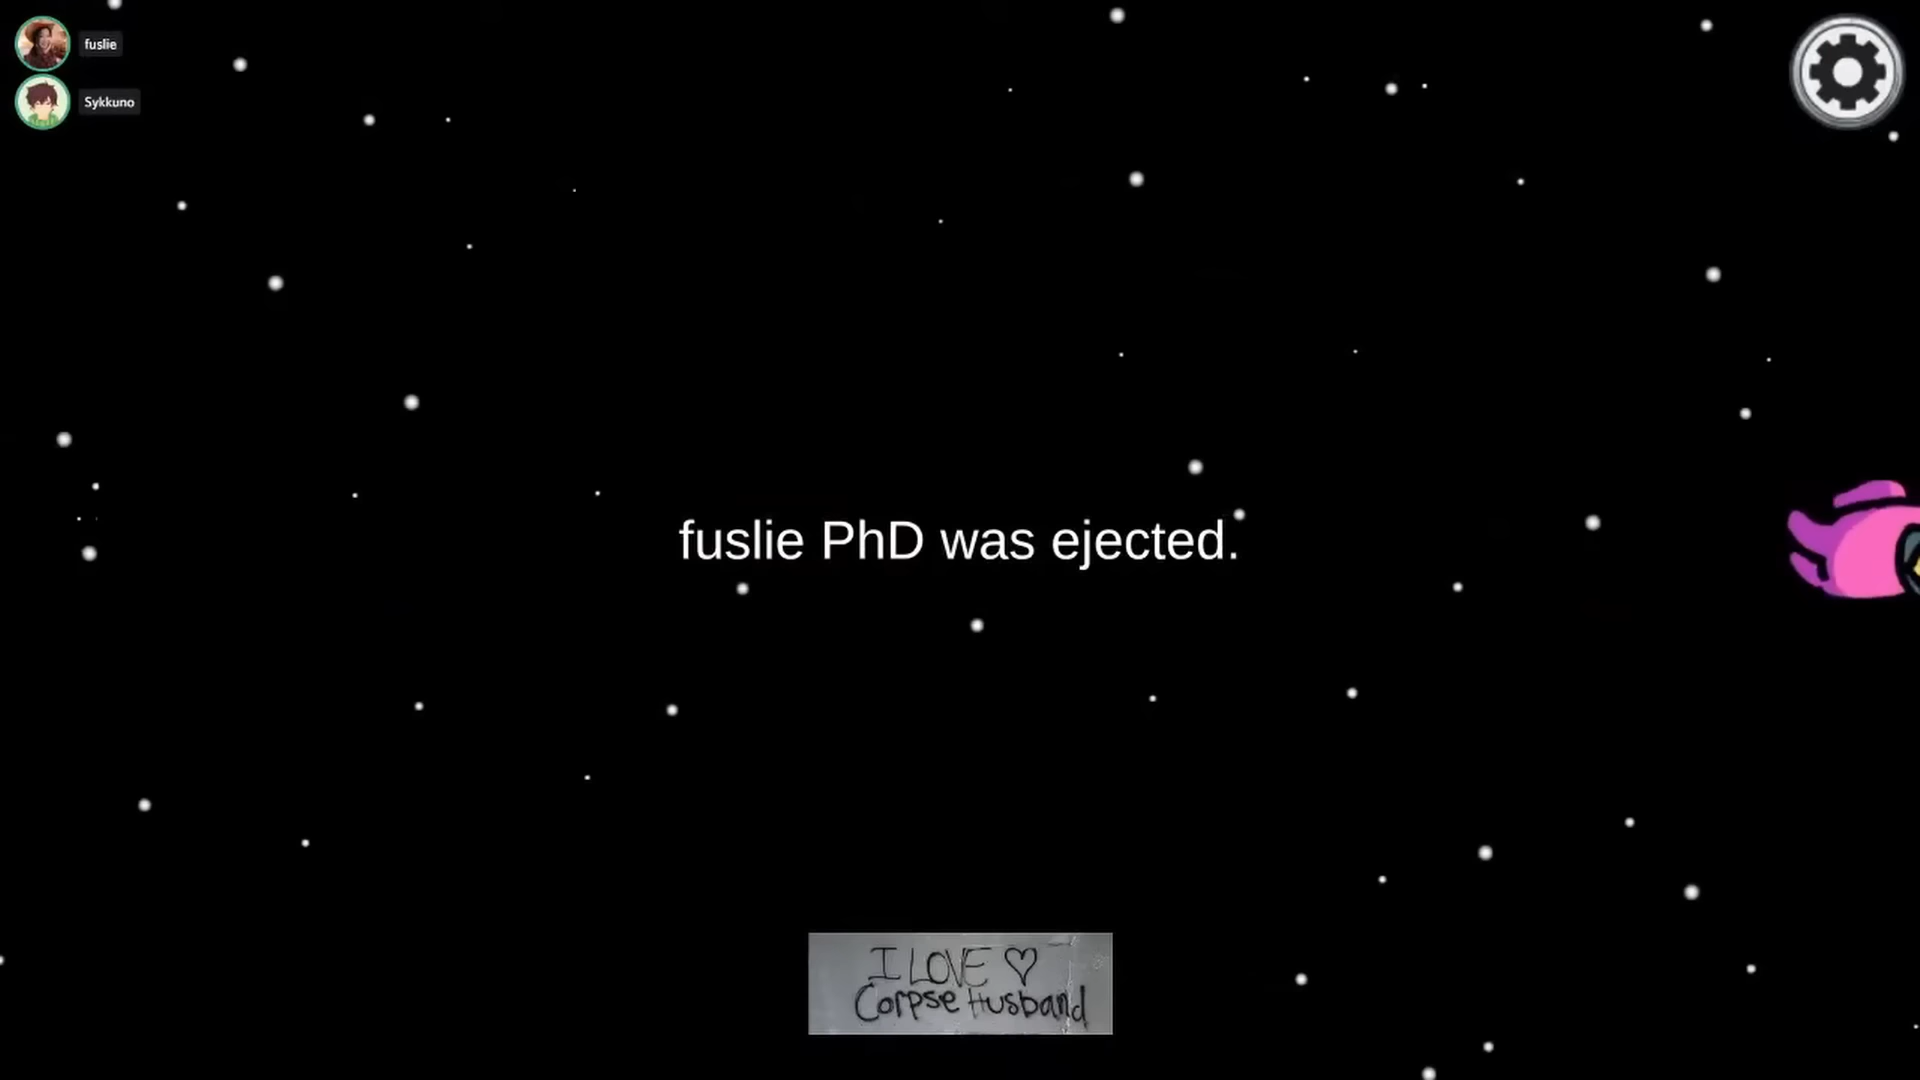 fuslie
Sykkuno
fuslie PhD was ejected.
I LOVE ♡
Corpse Husband